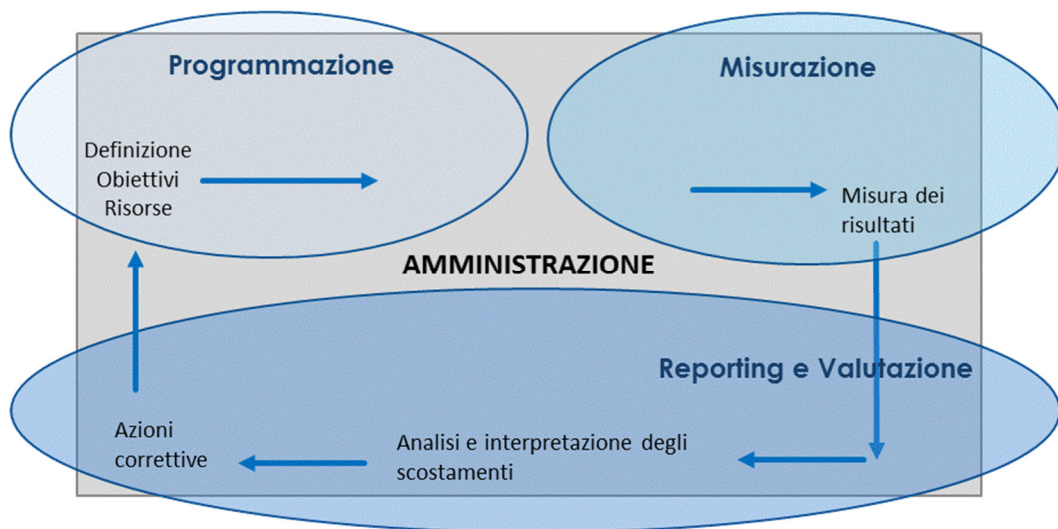 Programmazione
Misurazione
Definizione
Obiettivi
Risorse
Misura dei
risultati
AMMINISTRAZIONE
Reporting e Valutazione
Azioni
correttive
Analisi e interpretazione degli
scostamenti